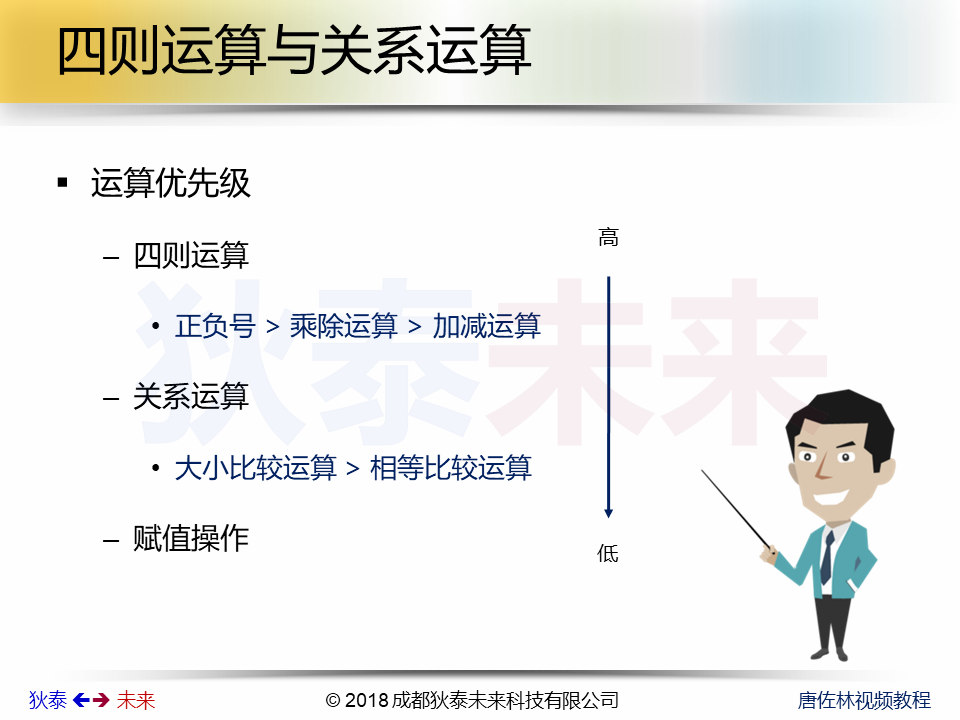 四则运算与关系运算
▪ 运算优先级
– 四则运算
高
• 正负号 > 乘除运算 > 加减运算
– 关系运算
• 大小比较运算 > 相等比较运算
– 赋值操作
低
狄泰未来
狄泰 ←→ 未来
© 2018 成都狄泰未来科技有限公司
唐佐林视频教程